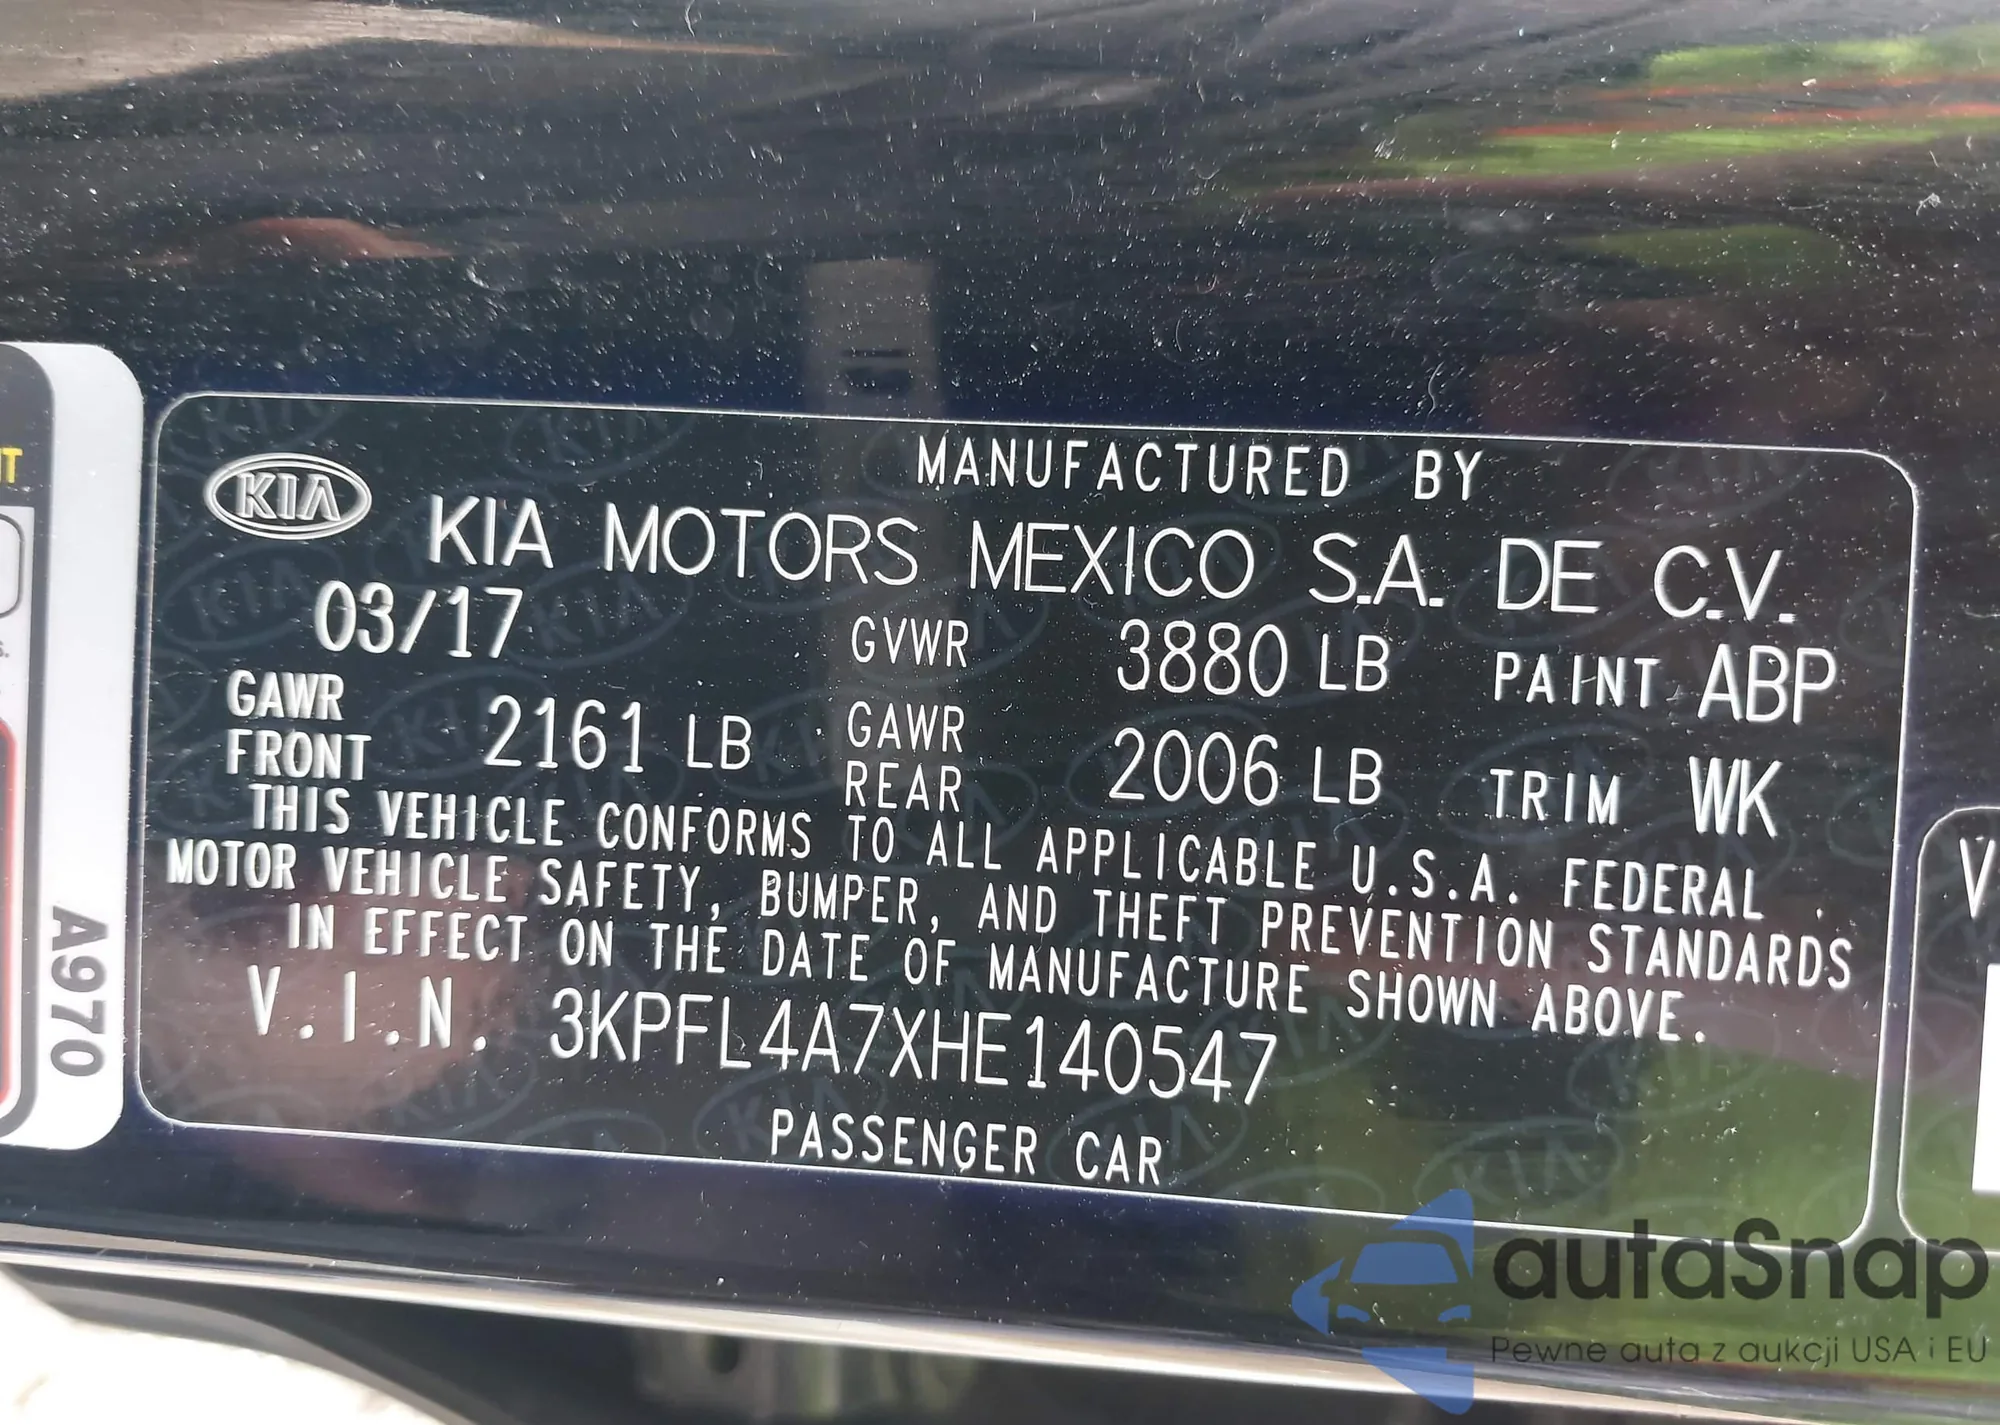 MANUFACTURED BY
KIA KIA MOTORS MEXICO S.A. DE C.V.
03/17 GVWR 3880 LB PAINT ABP
GAWR FRONT 2161 LB GAWR REAR 2006 LB TRIM WK
THIS VEHICLE CONFORMS TO ALL APPLICABLE U.S.A. FEDERAL
MOTOR VEHICLE SAFETY, BUMPER, AND THEFT PREVENTION STANDARDS
IN EFFECT ON THE DATE OF MANUFACTURE SHOWN ABOVE.
V.I.N. 3KPFL4A7XHE140547
PASSENGER CAR
A970
autaSnap
Pewne auta z aukcji USA i EU